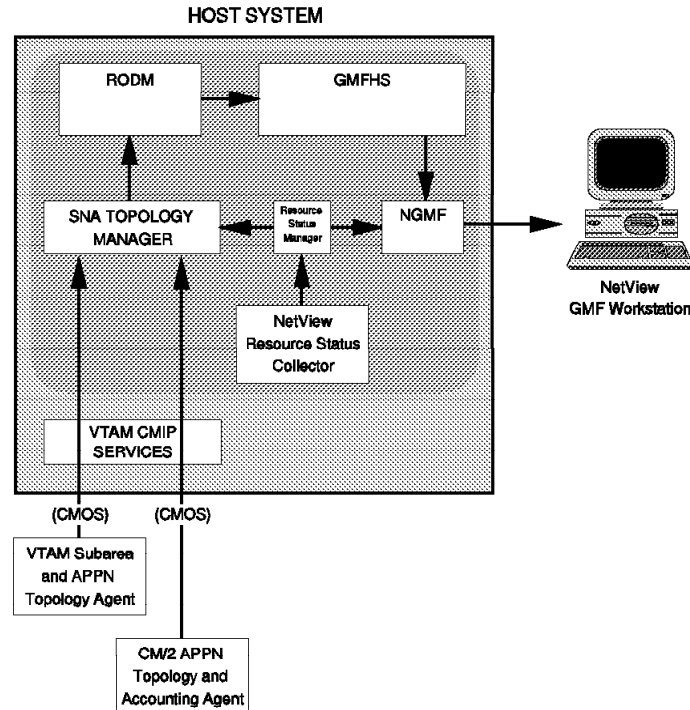 HOST SYSTEM
RODM
GMFHS
SNA TOPOLOGY
MANAGER
Resource
Status
Manager
NGMF
NetView
GMF Workstation
NetView
Resource Status
Collector
VTAM CMIP
SERVICES
(CMOS)
(CMOS)
VTAM Subarea
and APPN
Topology Agent
CM/2 APPN
Topology and
Accounting Agent